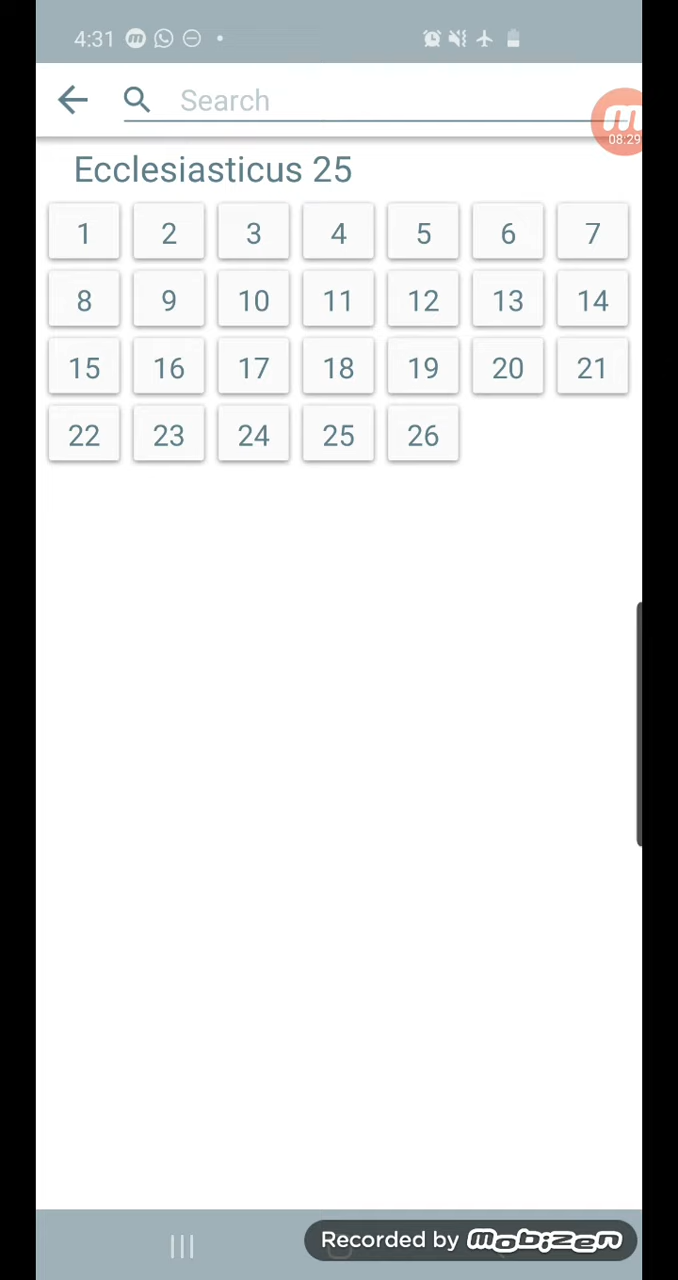 4:31
Search
08:29
Ecclesiasticus 25
1 2 3 4 5 6 7
8 9 10 11 12 13 14
15 16 17 18 19 20 21
22 23 24 25 26
Recorded by mobizen